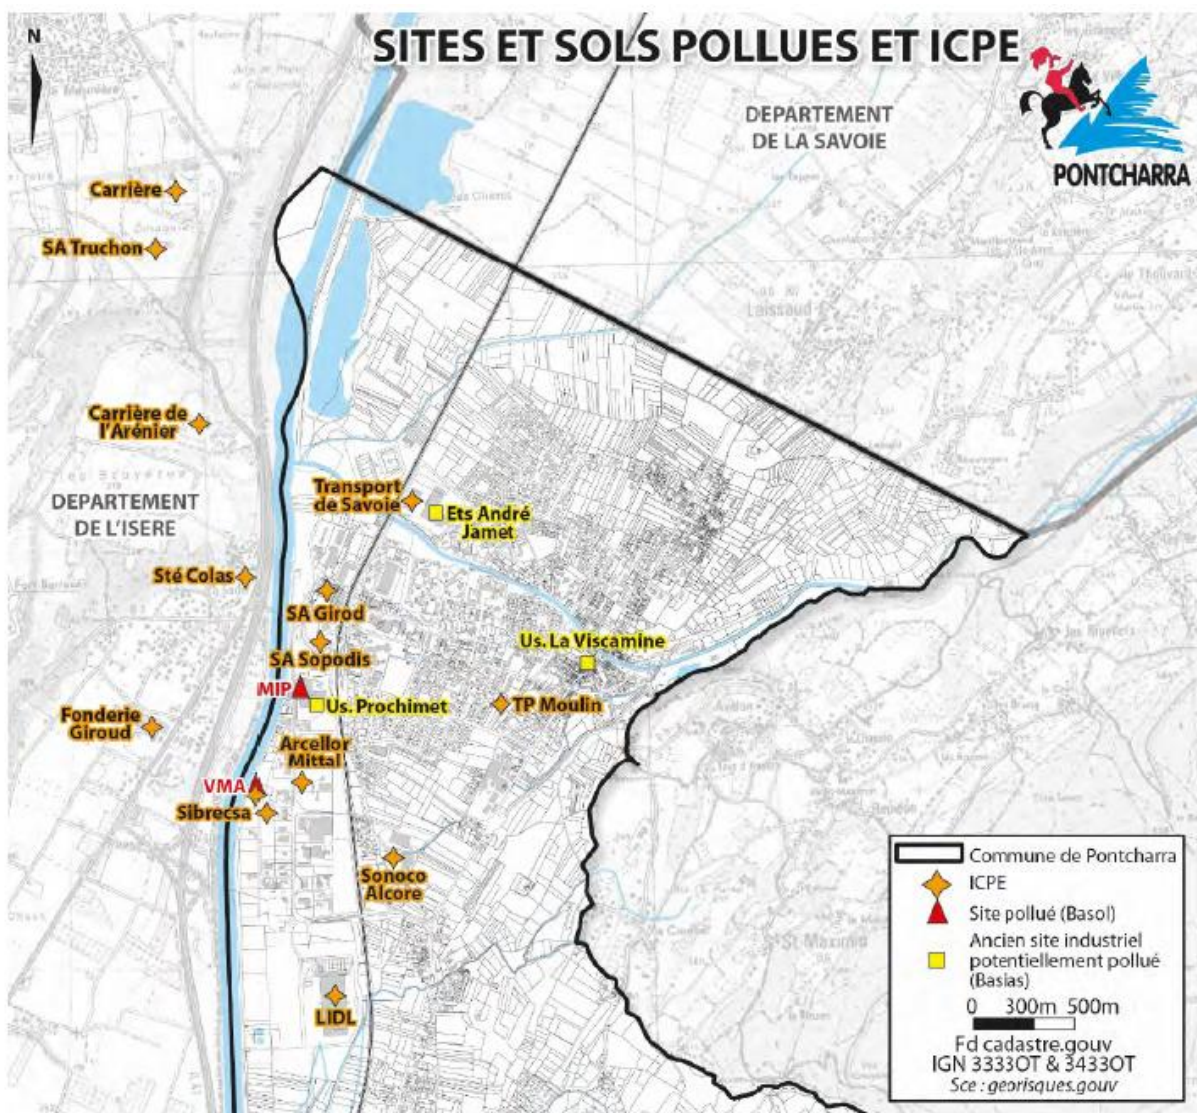 N
SITES ET SOLS POLLUES ET ICPE
DEPARTEMENT
DE LA SAVOIE
PONTCHARRA
Carrière
SA Truchon
Laissaud
Carrière de
l'Arénier
DEPARTEMENT
DE L'ISERE
Transport
de Savoie
Ets André
Jamet
Sté Colas
SA Girod
SA Sopodis
Us. La Viscamine
MIP
Us. Prochimet
TP Moulin
Fonderie
Giroud
Arcellor
Mittal
VMA
Sibrecsa
Sonoco
Alcore
St Maximin
LIDL
Commune de Pontcharra
ICPE
Site pollué (Basol)
Ancien site industriel
potentiellement pollué
(Basias)
0 300m 500m
Fd cadastre.gouv
IGN 3333OT & 3433OT
Sce : georisques.gouv